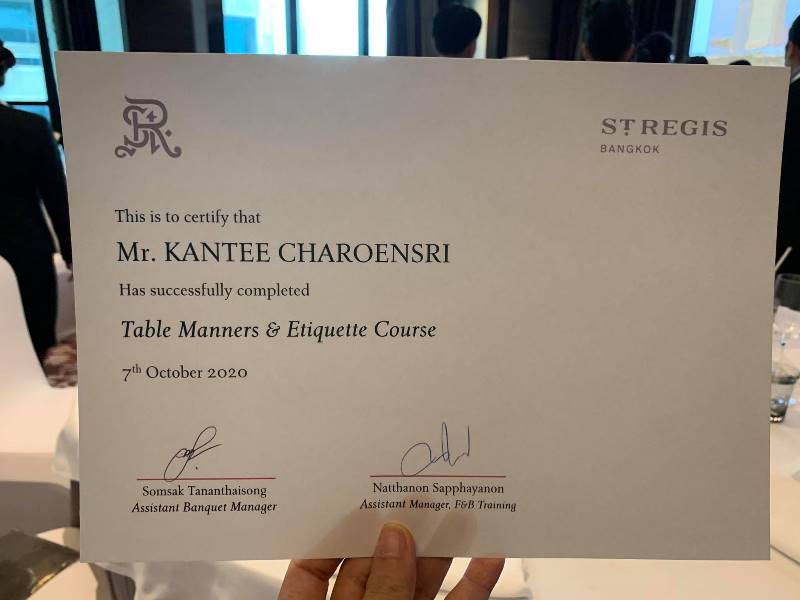 SR
ST REGIS
BANGKOK
This is to certify that
Mr. KANTEE CHAROENSRI
Has successfully completed
Table Manners & Etiquette Course
7th October 2020
Somsak Tananthaisong
Assistant Banquet Manager
Natthanon Sapphayanon
Assistant Manager, F&B Training